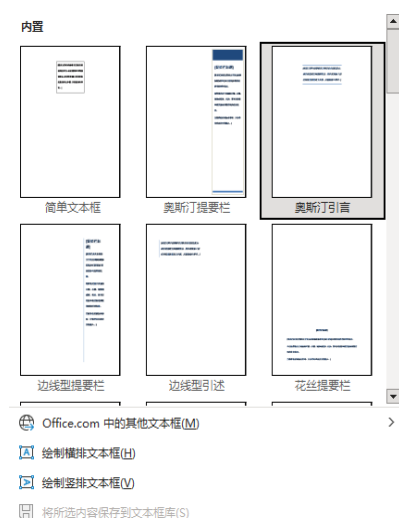 内置
简单文本框
奥斯汀提要栏
奥斯汀引言
边线型提要栏
边线型引述
花丝提要栏
Office.com 中的其他文本框(M)
绘制横排文本框(H)
绘制竖排文本框(V)
将所选内容保存到文本框库(S)